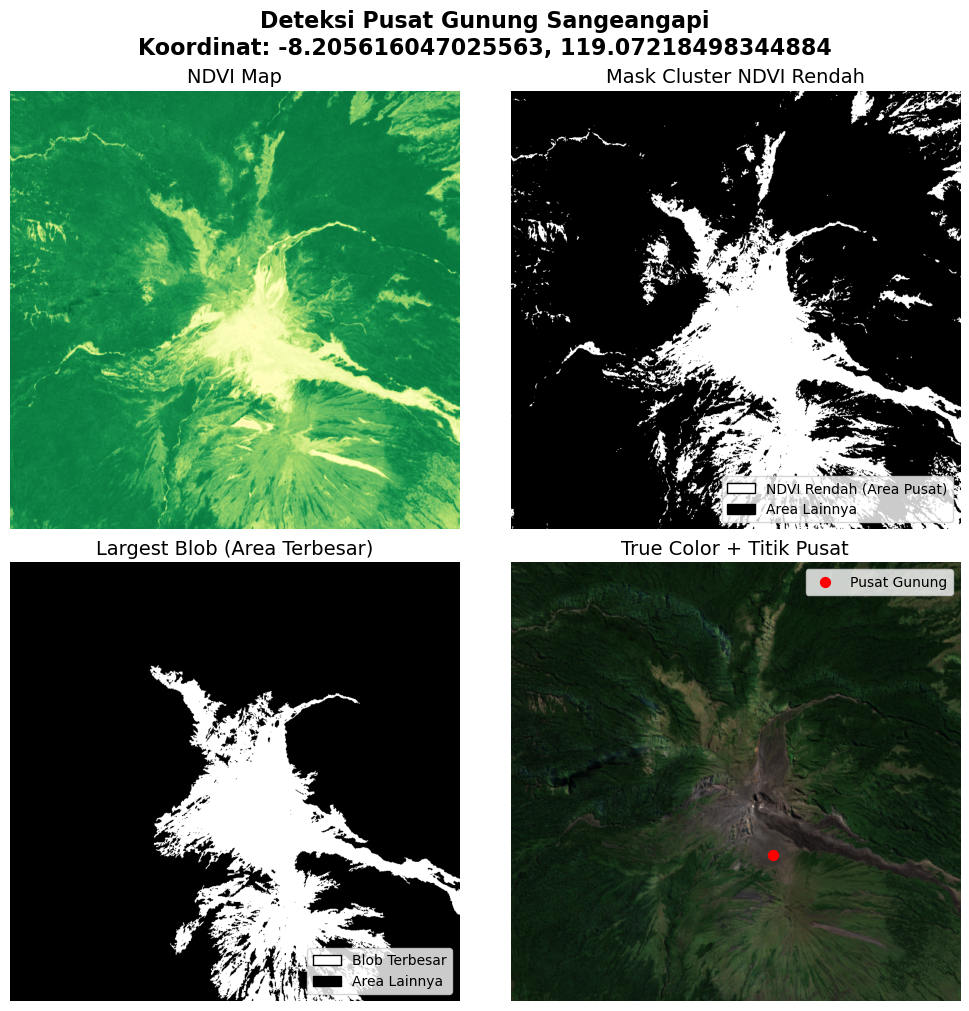 Deteksi Pusat Gunung Sangeangapi
Koordinat: -8.205616047025563, 119.07218498344884
NDVI Map
Mask Cluster NDVI Rendah
NDVI Rendah (Area Pusat)
Area Lainnya
Largest Blob (Area Terbesar)
True Color + Titik Pusat
Blob Terbesar
Area Lainnya
Pusat Gunung